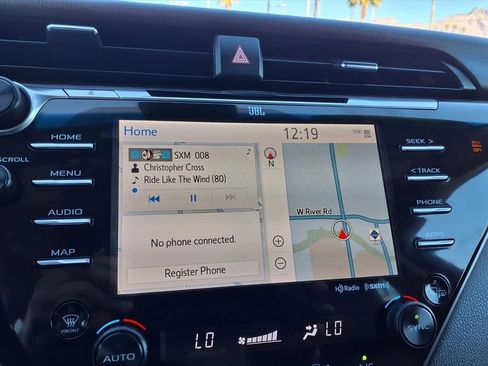 JBL
HOME
MENU
AUDIO
MAP
SCROLL
Home
12:19
SXM 008
Christopher Cross
Ride Like The Wind (80)
No phone connected.
Register Phone
N
W River Rd
HD Radio
SXM
SEEK >
< TRACK
PHONE
APPS
OFF
FRONT
AUTO
LO
LO
SYNC
A/C